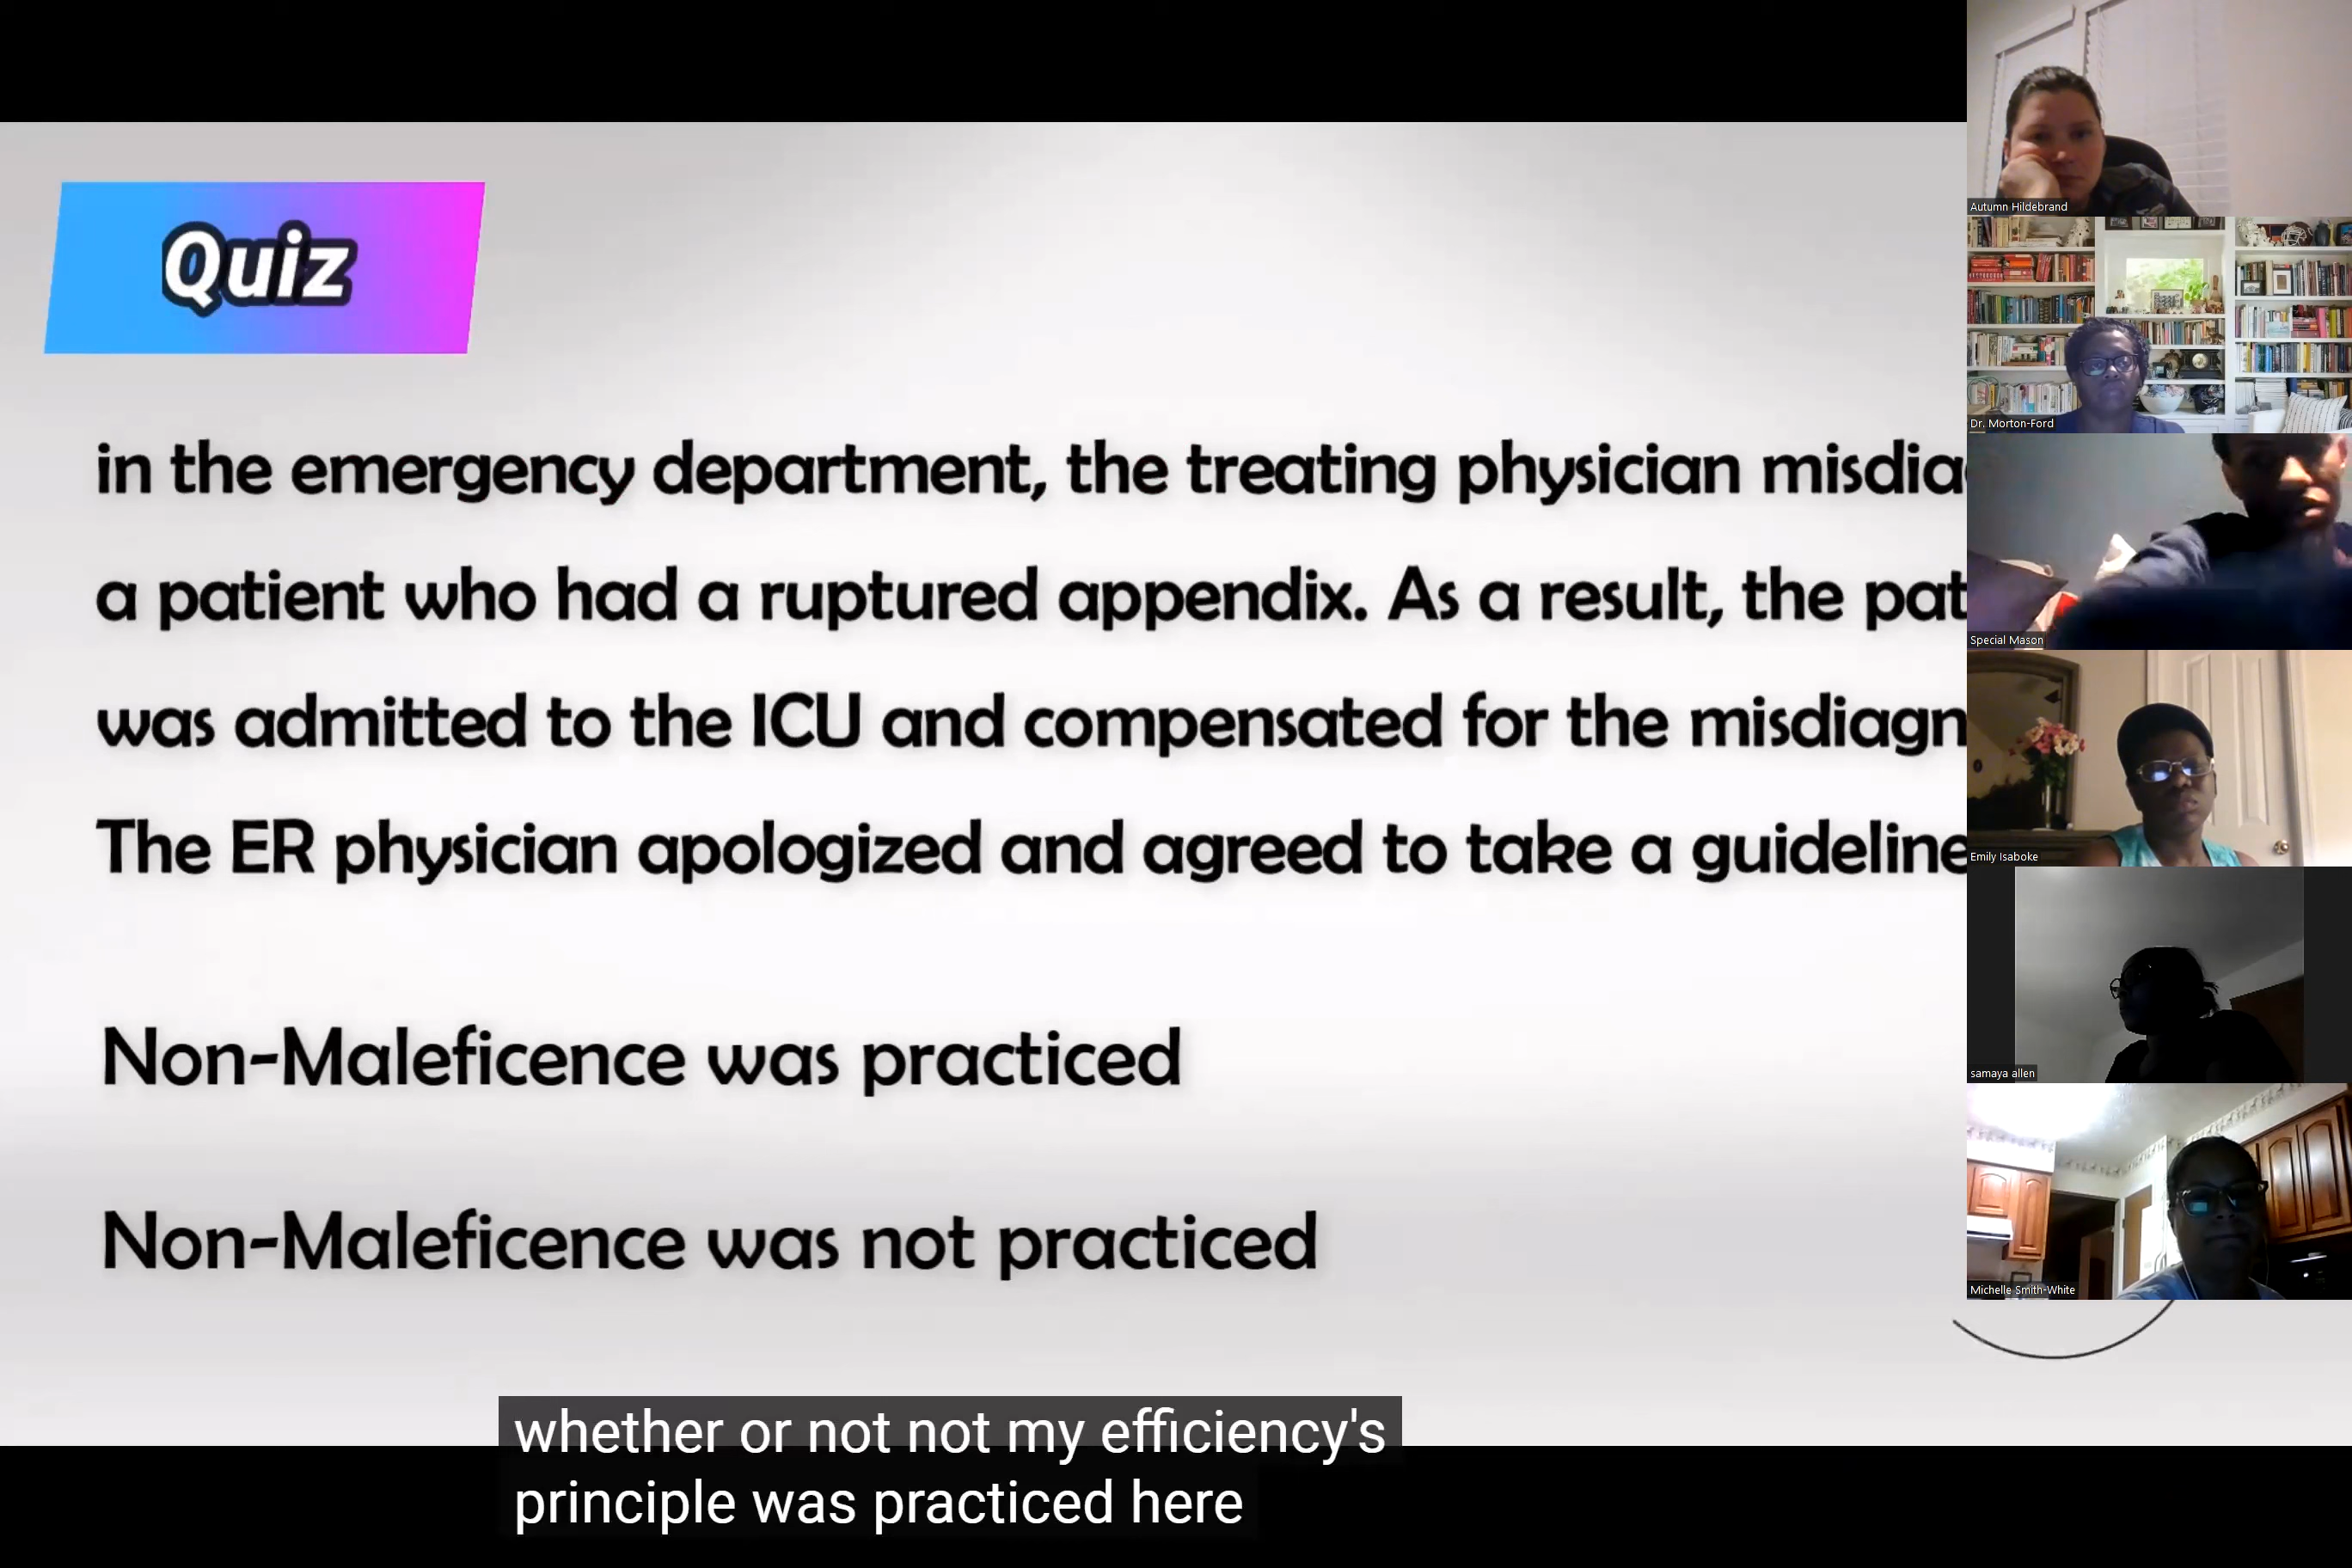 Quiz
in the emergency department, the treating physician misdia
a patient who had a ruptured appendix. As a result, the pat
was admitted to the ICU and compensated for the misdiagn
The ER physician apologized and agreed to take a guideline
Non-Maleficence was practiced
Non-Maleficence was not practiced
whether or not not my efficiency's
principle was practiced here
Autumn Hildebrand
Dr. Morton-Ford
Special Mason
Emily Isaboke
samaya allen
Michelle Smith-White